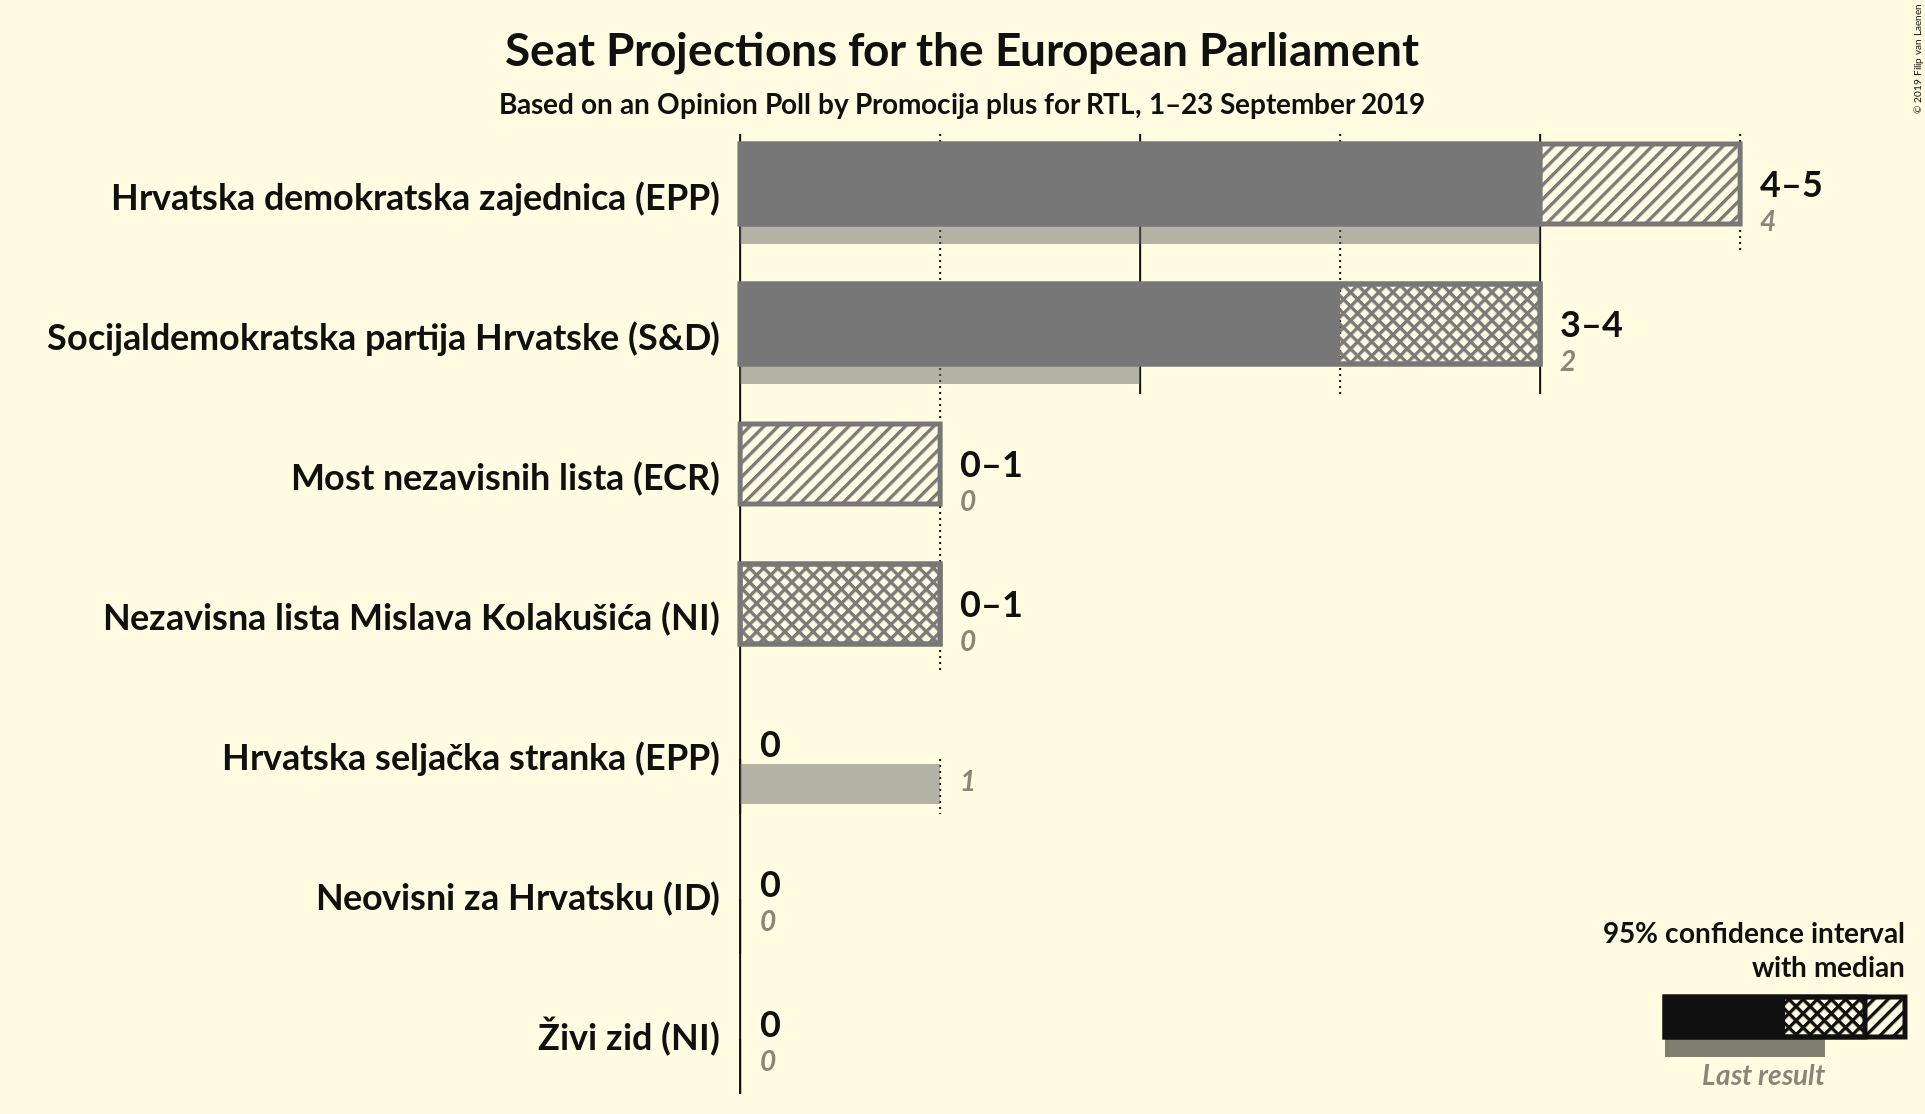 Seat Projections for the European Parliament
Based on an Opinion Poll by Promocija plus for RTL, 1–23 September 2019
© 2019 Filip van Laenen
Hrvatska demokratska zajednica (EPP)
4–5
4
Socijaldemokratska partija Hrvatske (S&D)
3–4
2
Most nezavisnih lista (ECR)
0–1
0
Nezavisna lista Mislava Kolakušića (NI)
0–1
0
Hrvatska seljačka stranka (EPP)
0
1
Neovisni za Hrvatsku (ID)
0
0
Živi zid (NI)
0
0
95% confidence interval
with median
Last result